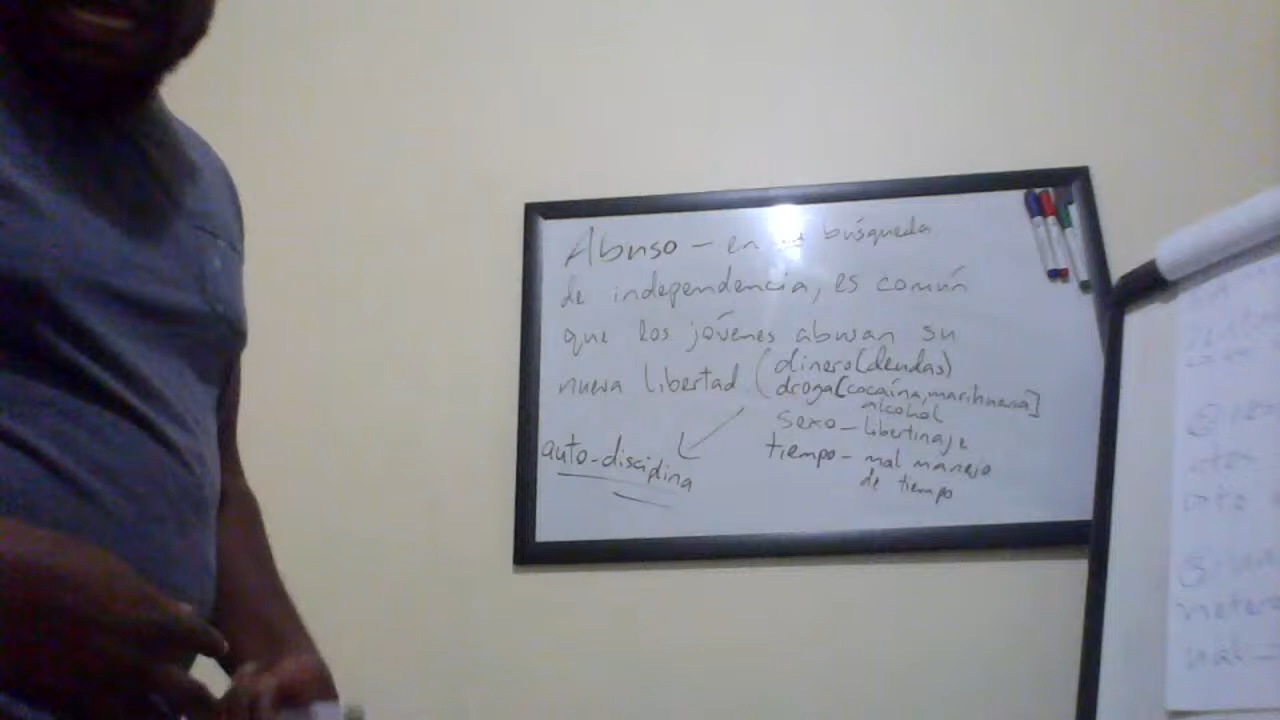 Abuso - en la búsqueda
de independencia, es común
que los jóvenes abusan su
nueva libertad (dinero(deudas)
droga[cocaína, marihuana]
alcohol
sexo - libertinaje
tiempo - mal manejo
de tiempo
auto-disciplina